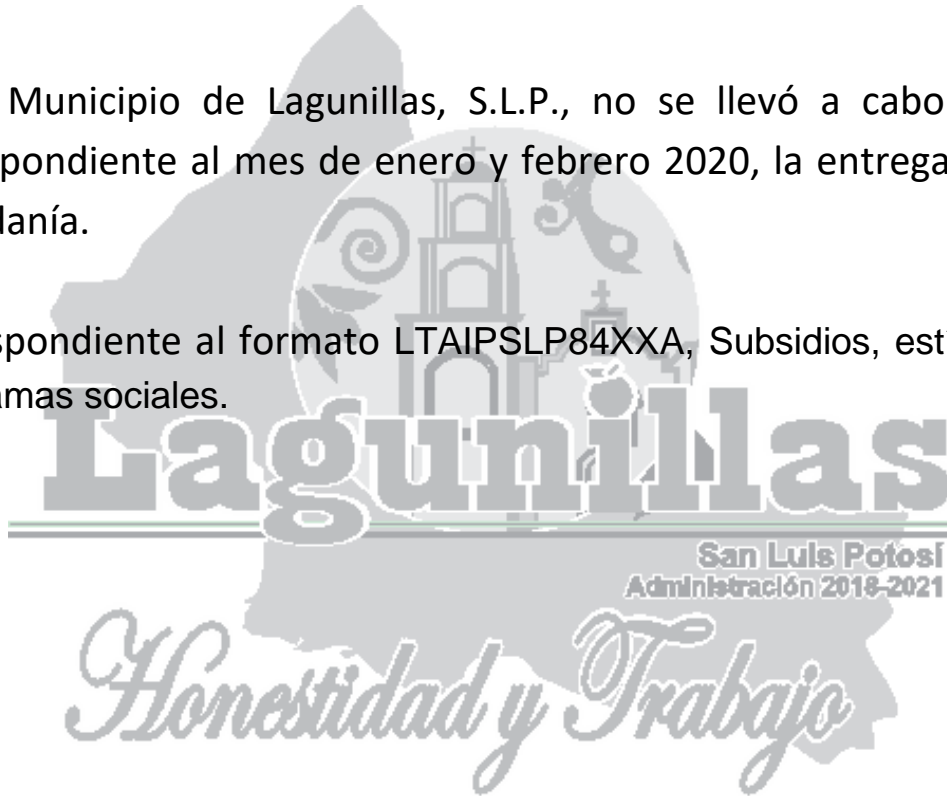 Municipio de Lagunillas, S.L.P., no se llevó a cabo
spondiente al mes de enero y febrero 2020, la entrega
danía.
spondiente al formato LTAIPSLP84XXA, Subsidios, est
amas sociales.
Lagunillas
San Luis Potosí
Administración 2018-2021
Honestidad y Trabajo